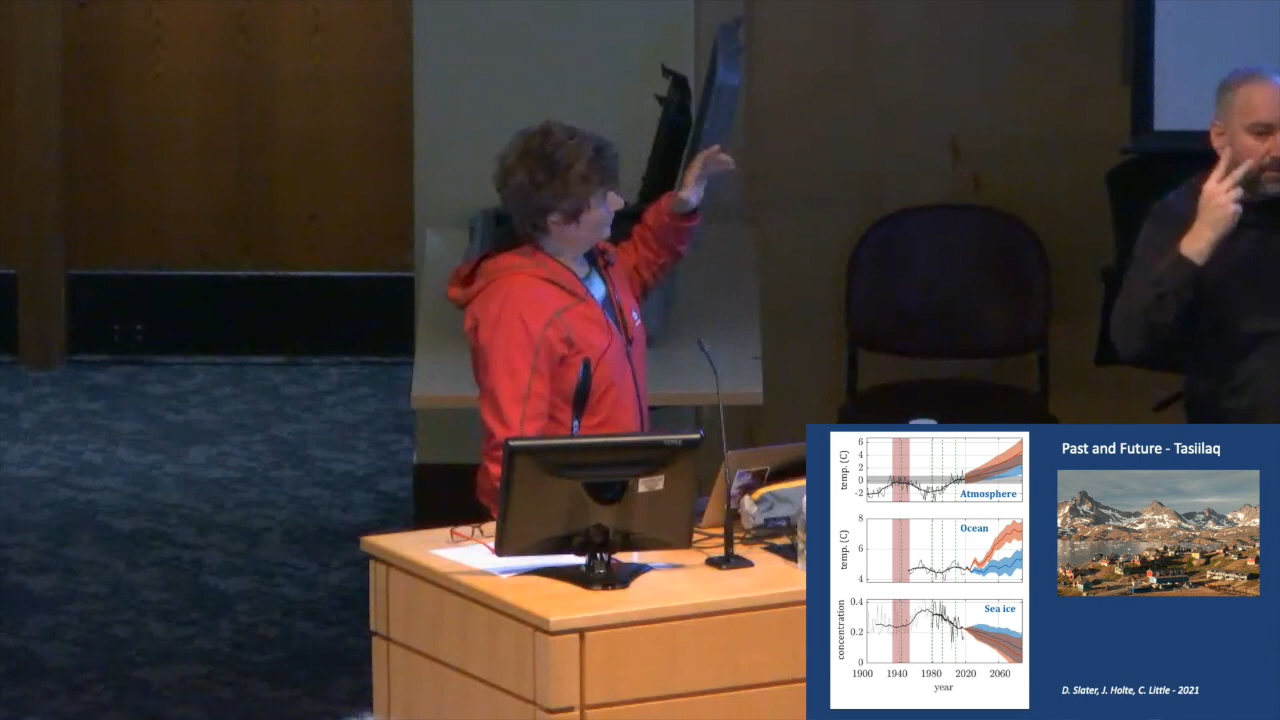 Past and Future - Tasiilaq
6
4
2
0
-2
temp. (C)
Atmosphere
8
6
4
temp. (C)
Ocean
0.4
0.2
0
concentration
Sea ice
1900 1940 1980 2020 2060
year
D. Slater, J. Holte, C. Little - 2021